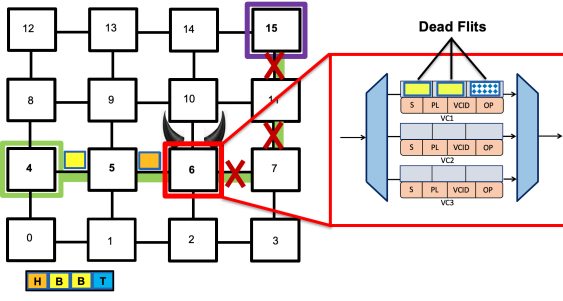 12 13 14 15
Dead Flits
8 9 10 11
S PL VCID OP
VC1
4 5 6 7
S PL VCID OP
VC2
S PL VCID OP
VC3
0 1 2 3
H B B T